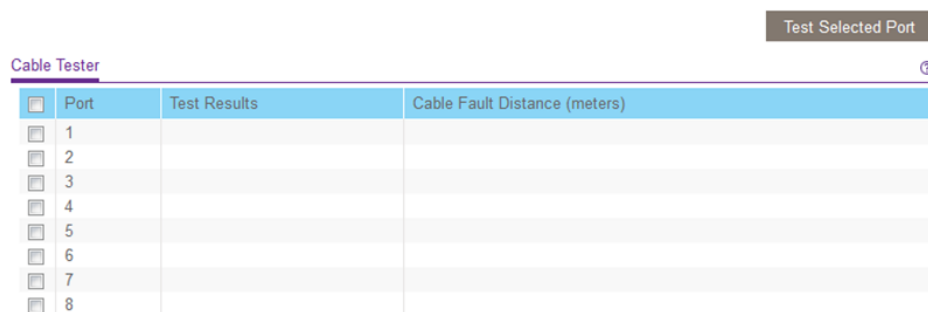 Test Selected Port
Cable Tester
Port Test Results Cable Fault Distance (meters)
1
2
3
4
5
6
7
8